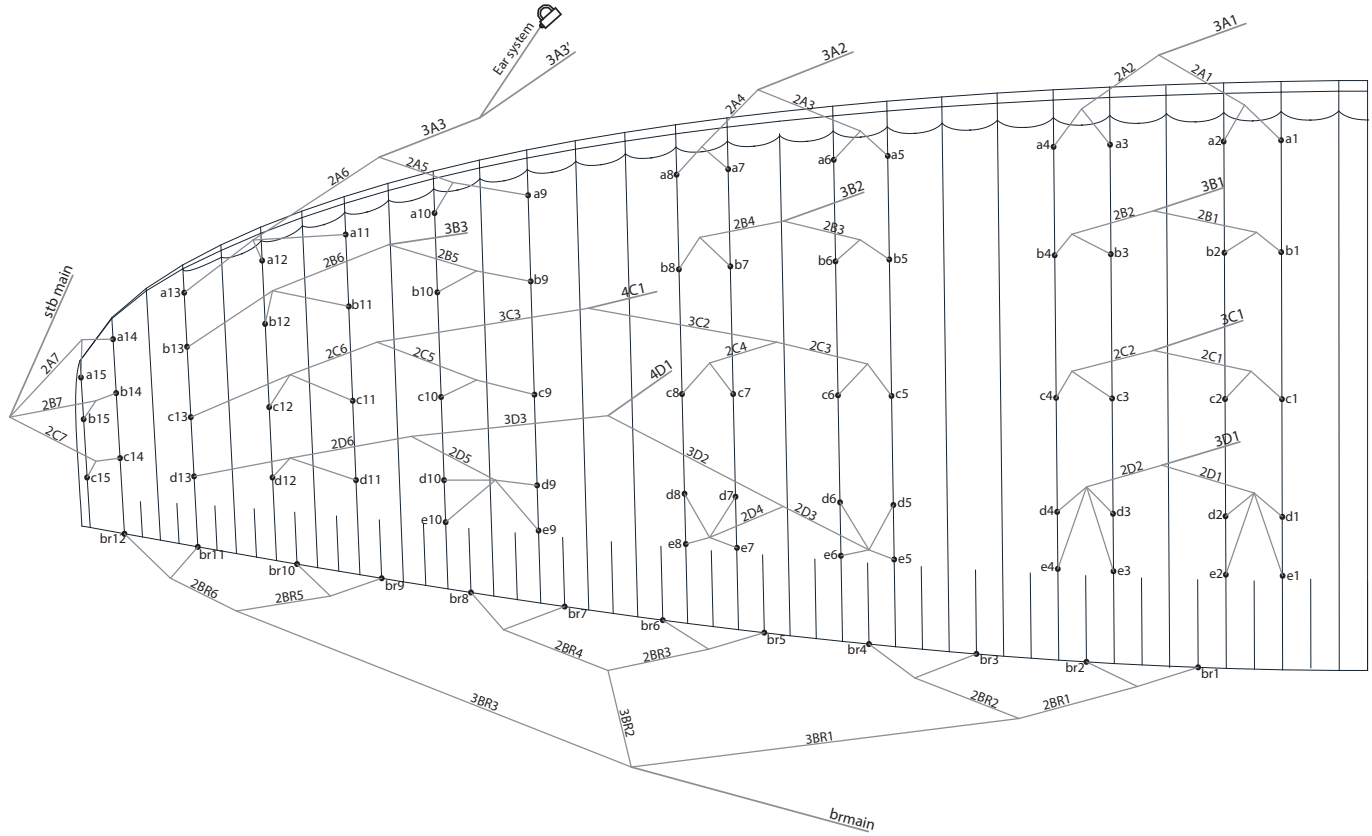 3A1
Ear system
3A3'
3A2
2A2
2A1
2A4
2A3
3A3
a4
a3
a2
a1
2A6
2A5
a8
a7
a6
a5
a10
a9
3B2
3B1
3B3
2B4
2B3
2B2
2B1
a11
a12
2B6
2B5
b8
b7
b6
b5
b4
b3
b2
b1
stb main
a13
b10
b9
4C1
b11
b12
3C3
3C2
3C1
a14
b13
2C6
2C5
2C4
2C3
2C2
2C1
2A7
a15
b14
4D1
2B7
b15
c13
c12
c11
c10
c9
c8
c7
c6
c5
c4
c3
c2
c1
3D3
2C7
c14
2D6
2D5
3D2
3D1
2D2
2D1
c15
d13
d12
d11
d10
d9
d8
d7
d6
d5
d4
d3
d2
d1
2D4
2D3
e10
e9
e8
e7
e6
e5
e4
e3
e2
e1
br12
br11
br10
br9
br8
br7
br6
br5
br4
br3
br2
br1
2BR6
2BR5
2BR4
2BR3
2BR2
2BR1
3BR3
3BR2
3BR1
brmain